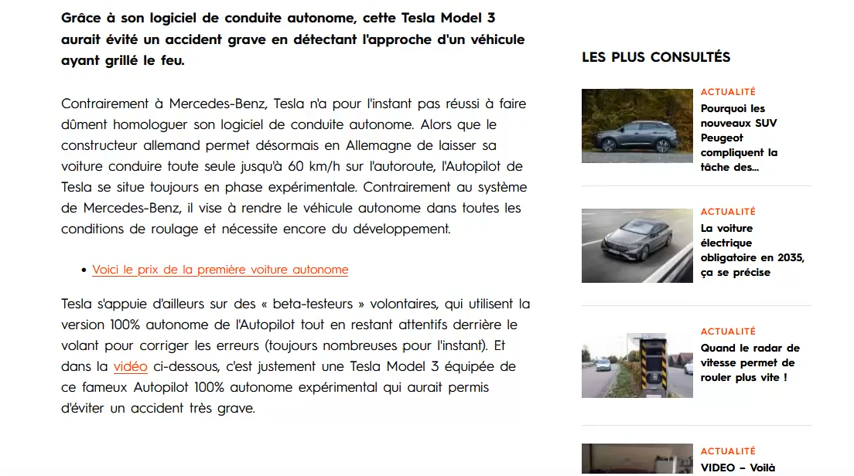 Grâce à son logiciel de conduite autonome, cette Tesla Model 3
aurait évité un accident grave en détectant l'approche d'un véhicule
ayant grillé le feu.
Contrairement à Mercedes-Benz, Tesla n'a pour l'instant pas réussi à faire
dûment homologuer son logiciel de conduite autonome. Alors que le
constructeur allemand permet désormais en Allemagne de laisser sa
voiture conduire toute seule jusqu'à 60 km/h sur l'autoroute, l'Autopilot de
Tesla se situe toujours en phase expérimentale. Contrairement au système
de Mercedes-Benz, il vise à rendre le véhicule autonome dans toutes les
conditions de roulage et nécessite encore du développement.
• Voici le prix de la première voiture autonome
Tesla s'appuie d'ailleurs sur des « beta-testeurs » volontaires, qui utilisent la
version 100% autonome de l'Autopilot tout en restant attentifs derrière le
volant pour corriger les erreurs (toujours nombreuses pour l'instant). Et
dans la vidéo ci-dessous, c'est justement une Tesla Model 3 équipée de
ce fameux Autopilot 100% autonome expérimental qui aurait permis
d'éviter un accident très grave.
LES PLUS CONSULTÉS
ACTUALITÉ
Pourquoi les
nouveaux SUV
Peugeot
compliquent la
tâche des...
ACTUALITÉ
La voiture
électrique
obligatoire en 2035,
ça se précise
ACTUALITÉ
Quand le radar de
vitesse permet de
rouler plus vite !
ACTUALITÉ
VIDEO – Voilà